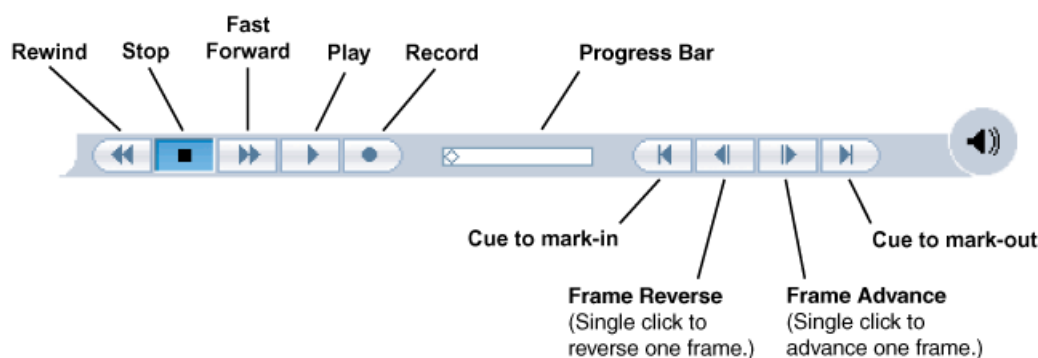 Rewind
Stop
Fast
Forward
Play
Record
Progress Bar
Cue to mark-in
Cue to mark-out
Frame Reverse
(Single click to
reverse one frame.)
Frame Advance
(Single click to
advance one frame.)